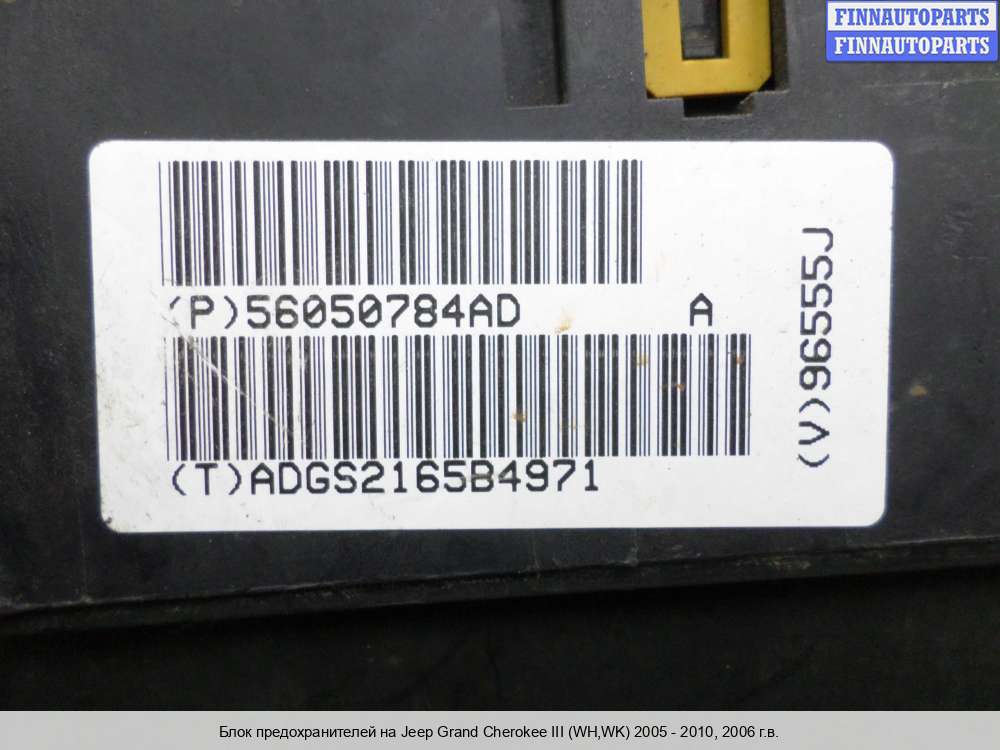 FINNAUTOPARTS
FINNAUTOPARTS
(P)56050784AD A
(T)ADGS2165B4971
(V)96555J
Блок предохранителей на Jeep Grand Cherokee III (WH,WK) 2005 - 2010, 2006 г.в.